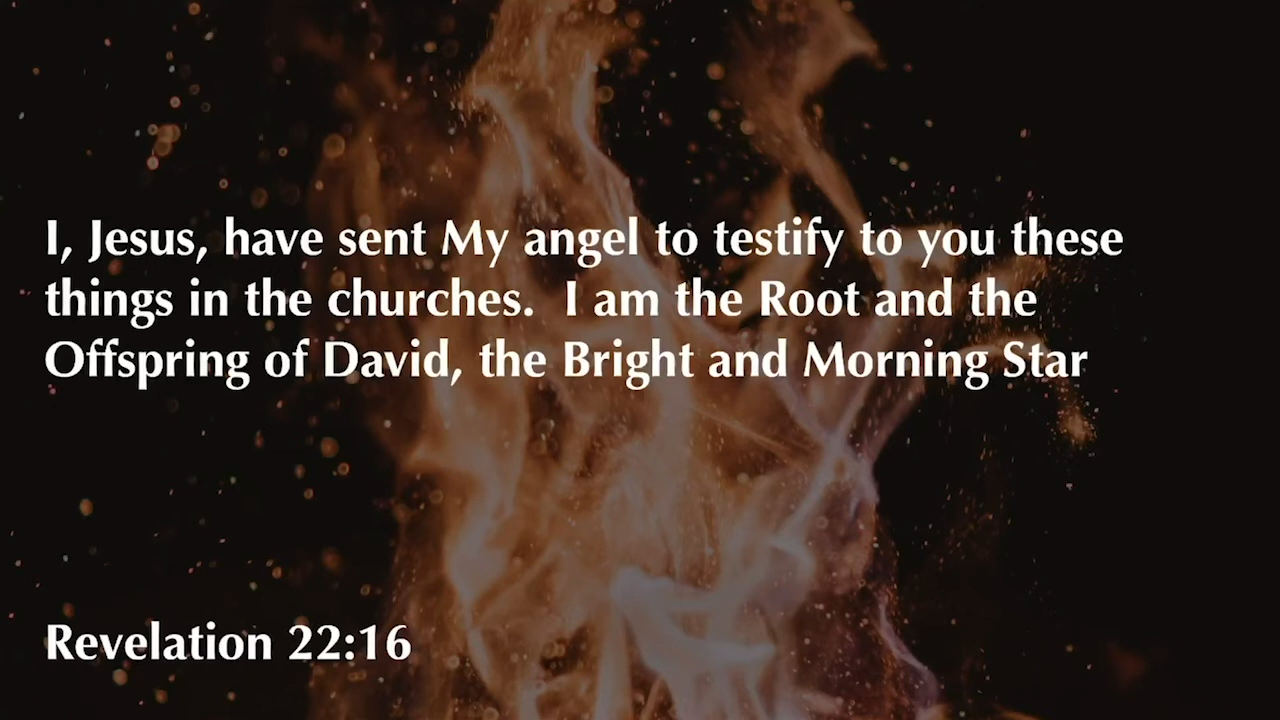 I, Jesus, have sent My angel to testify to you these
things in the churches.  I am the Root and the
Offspring of David, the Bright and Morning Star
Revelation 22:16